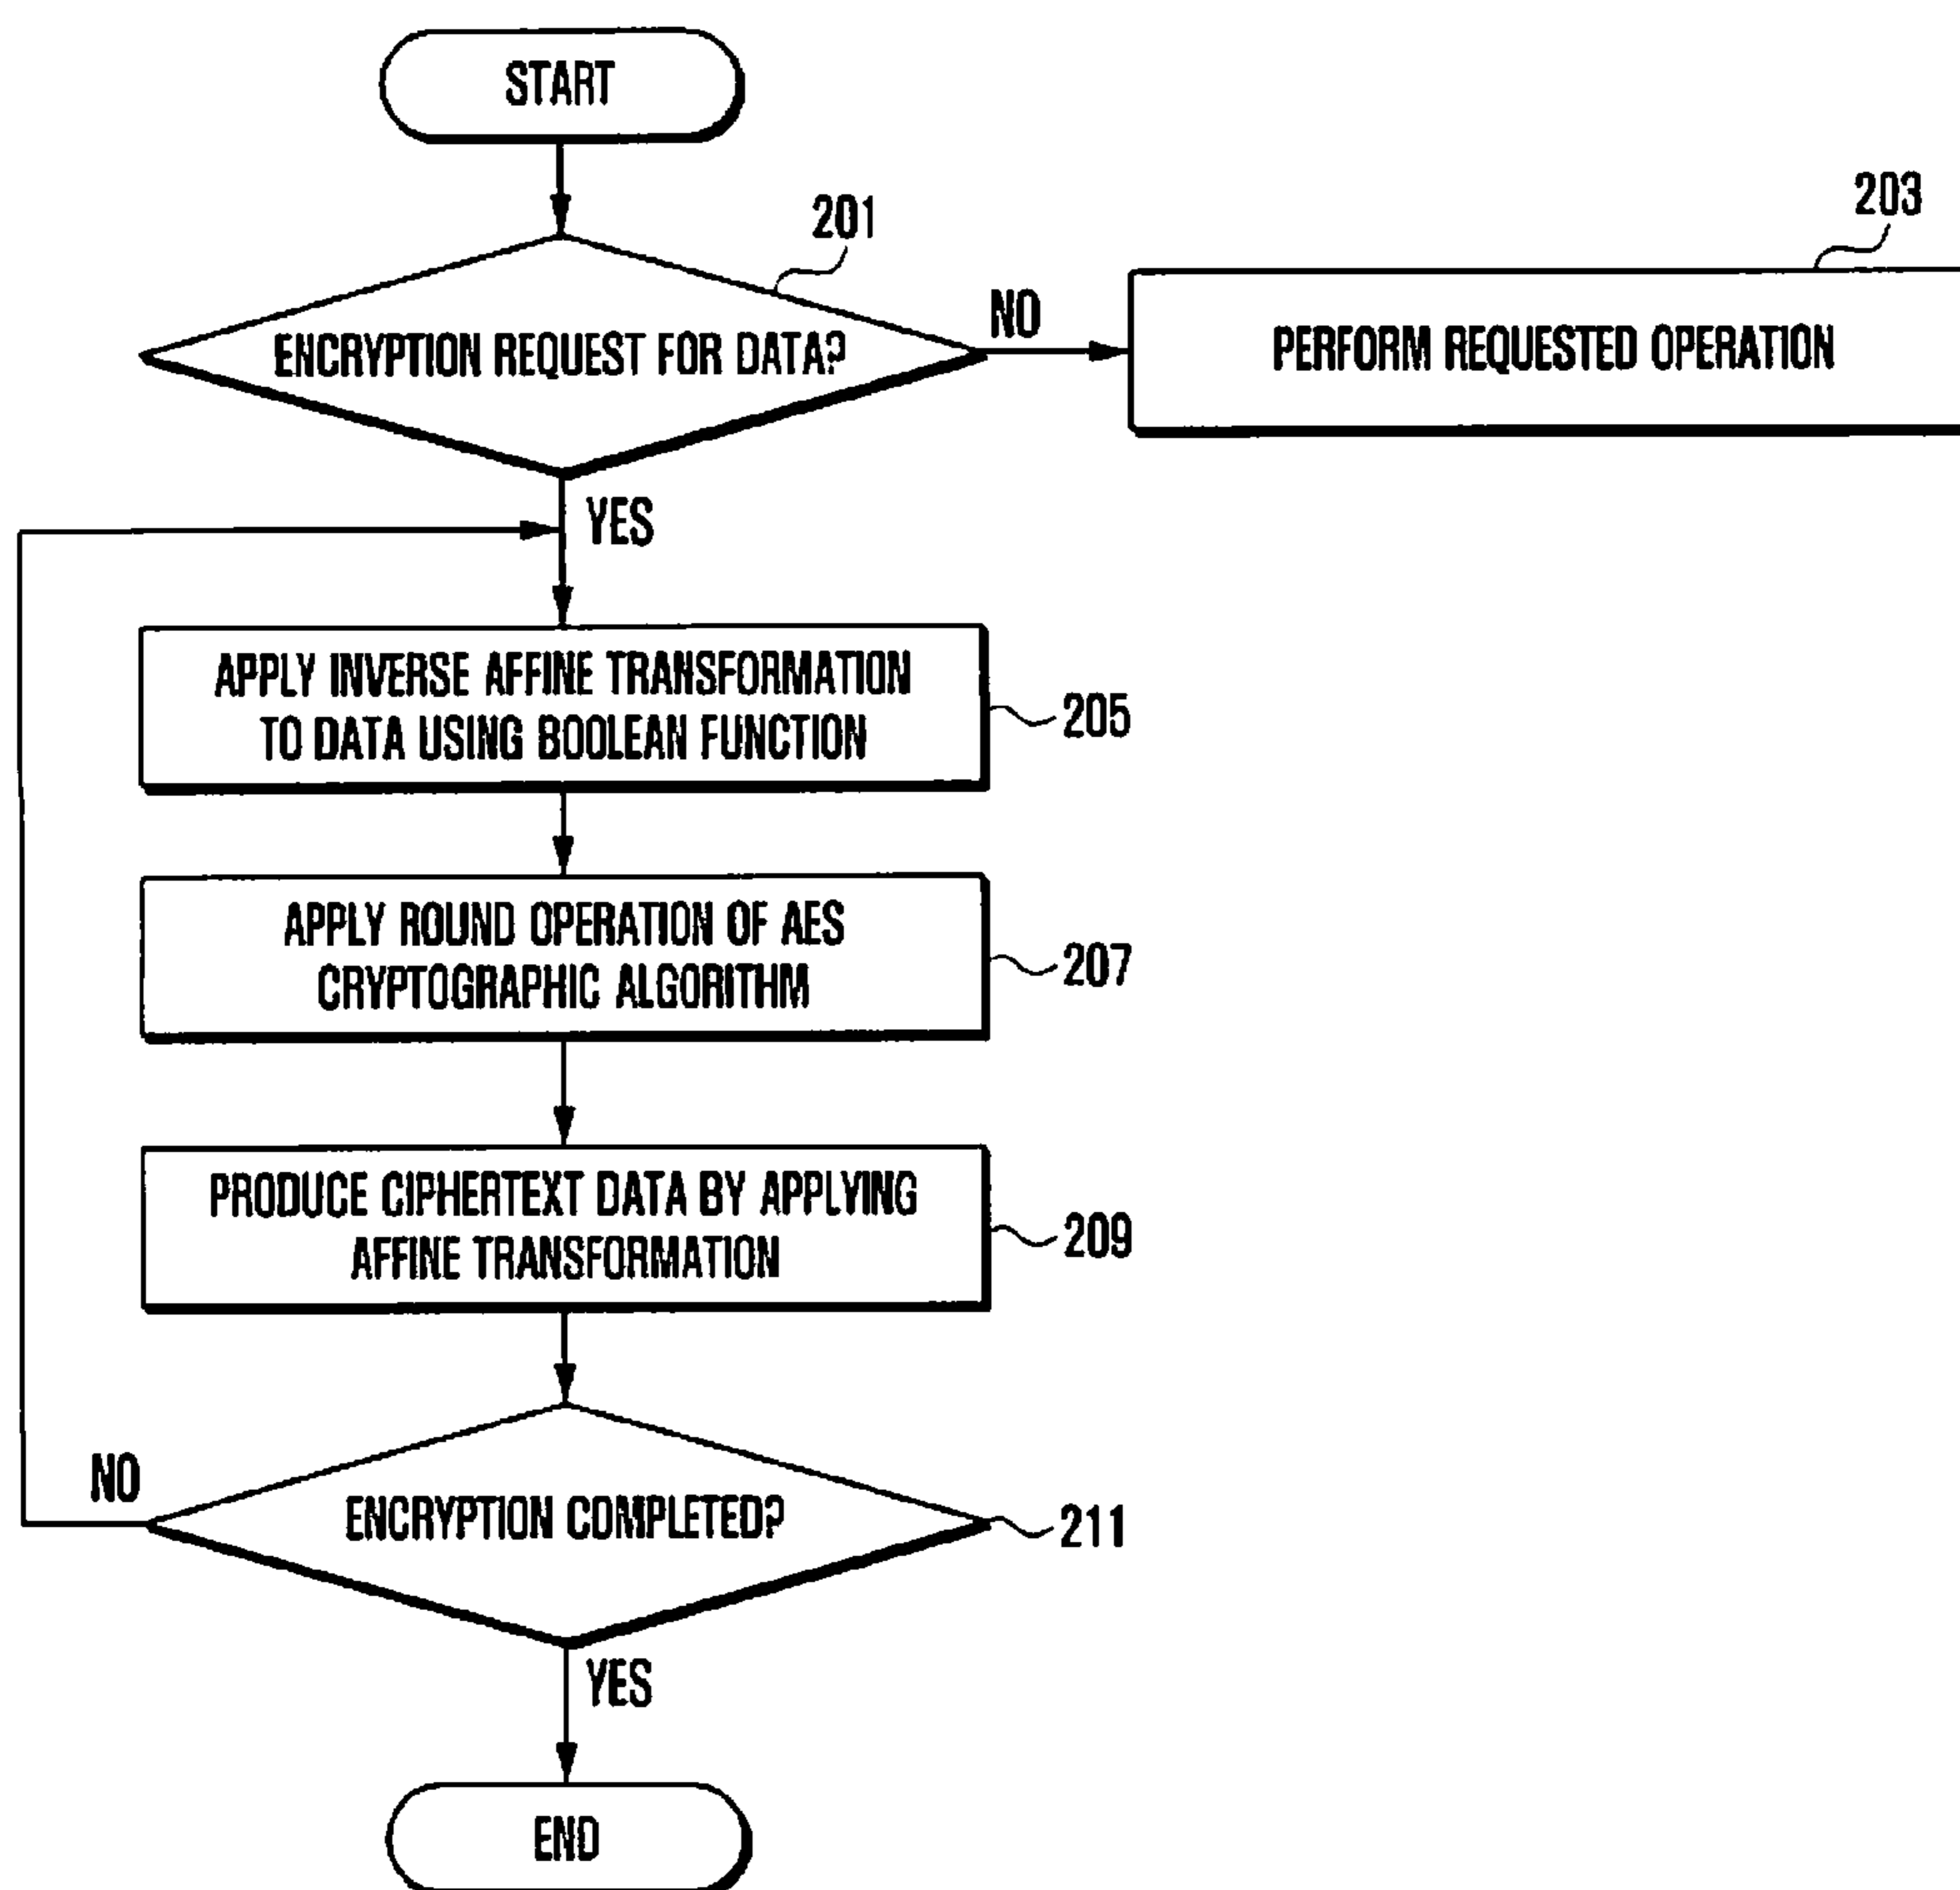 START
201
ENCRYPTION REQUEST FOR DATA?
NO
203
PERFORM REQUESTED OPERATION
YES
APPLY INVERSE AFFINE TRANSFORMATION
TO DATA USING BOOLEAN FUNCTION
205
APPLY ROUND OPERATION OF AES
CRYPTOGRAPHIC ALGORITHM
207
PRODUCE CIPHERTEXT DATA BY APPLYING
AFFINE TRANSFORMATION
209
NO
ENCRYPTION COMPLETED?
211
YES
END